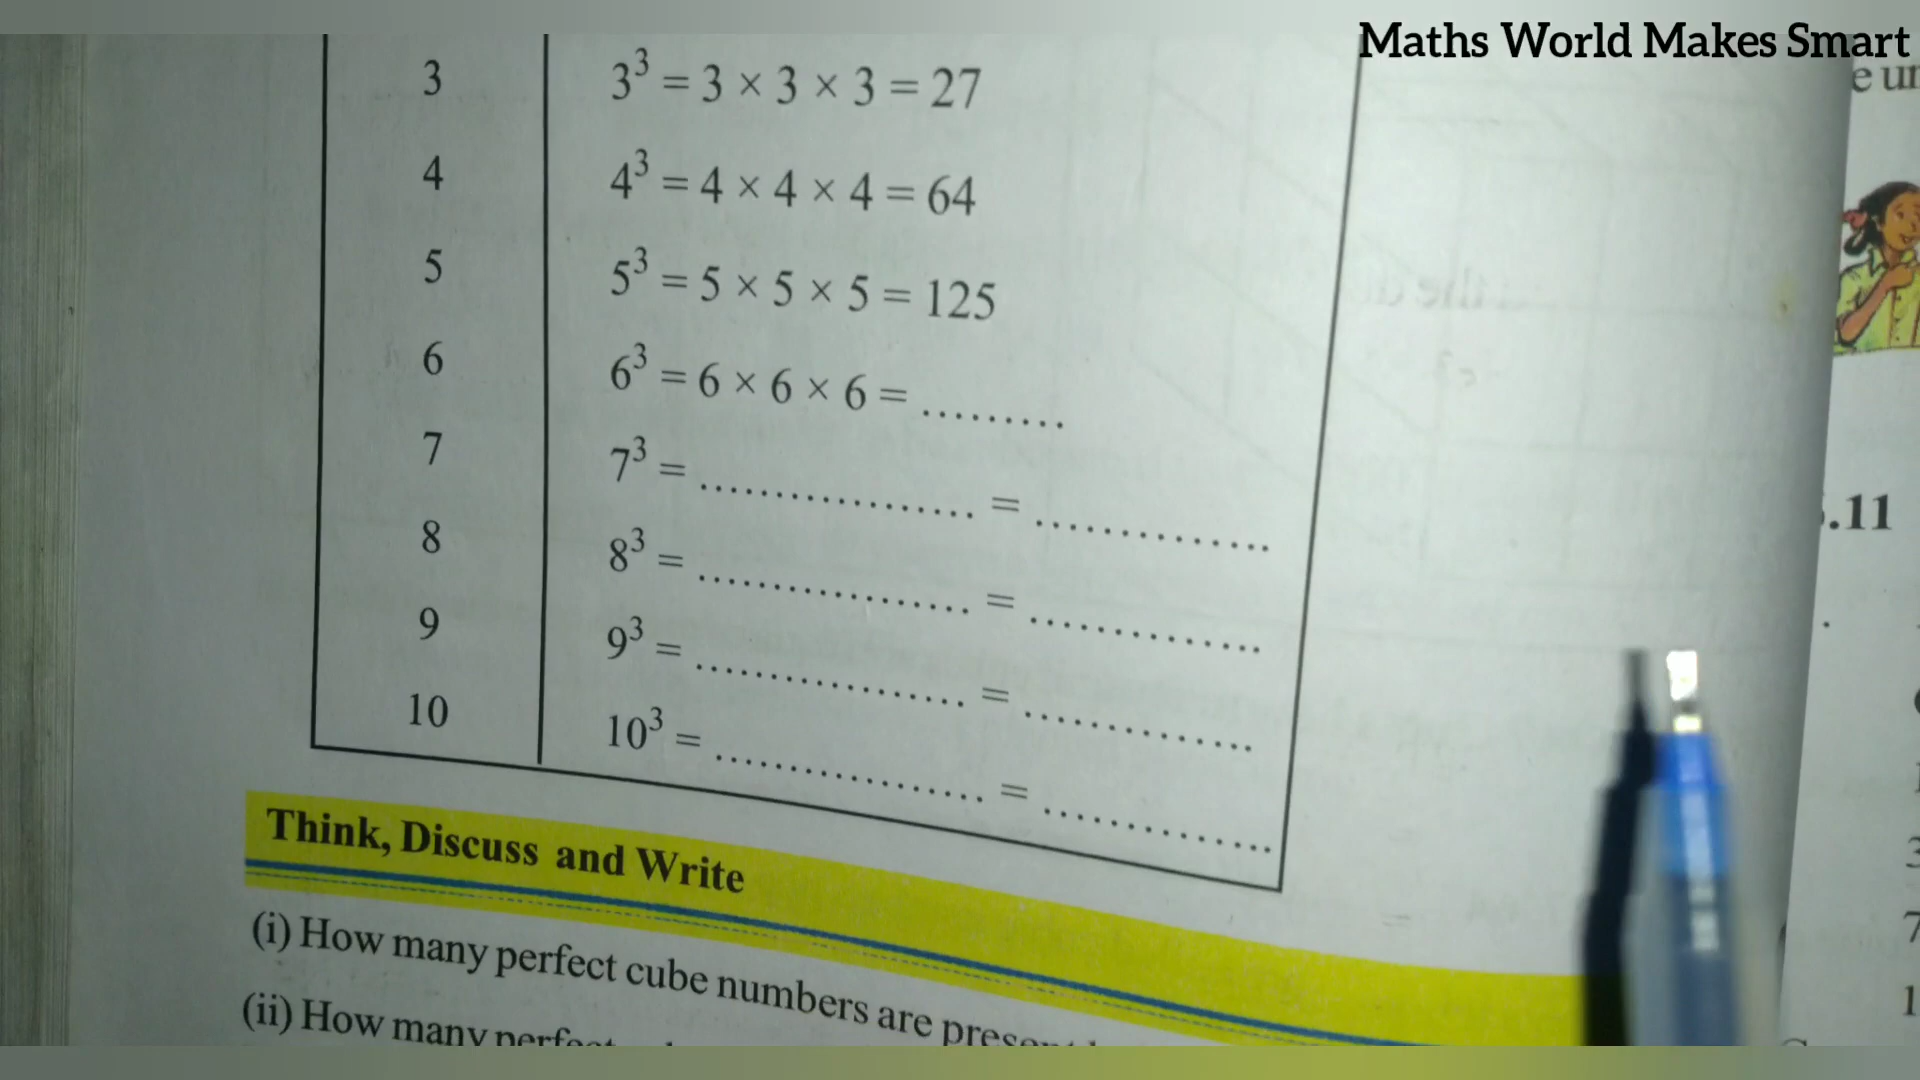 Maths World Makes Smart
3 3³ = 3 × 3 × 3 = 27
4 4³ = 4 × 4 × 4 = 64
5 5³ = 5 × 5 × 5 = 125
6 6³ = 6 × 6 × 6 = .........
7 7³ = ................. = .............
8 8³ = ................. = .............
9 9³ = ................. = .............
10 10³ = ................. = .............
Think, Discuss and Write
(i) How many perfect cube numbers are
(ii) How many
.11